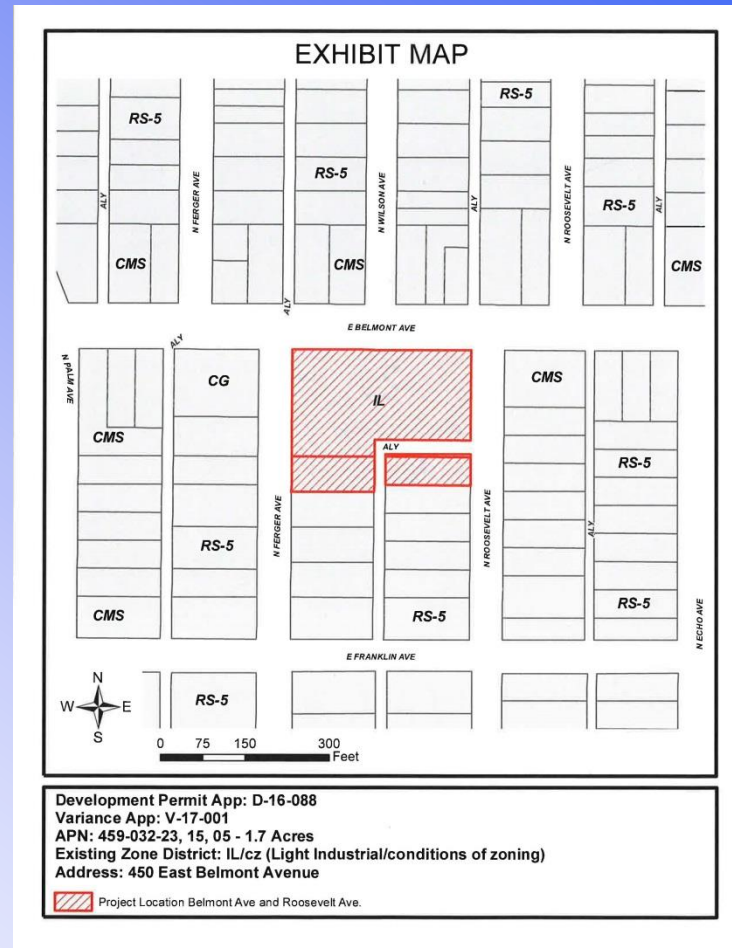 EXHIBIT MAP
RS-5
RS-5
RS-5
RS-5
ALY
N FERGER AVE
N WILSON AVE
ALY
N ROOSEVELT AVE
ALY
CMS
CMS
CMS
ALY
E BELMONT AVE
ALY
N PALM AVE
CG
IL
CMS
CMS
ALY
RS-5
N FERGER AVE
N ROOSEVELT AVE
ALY
RS-5
CMS
RS-5
RS-5
N ECHO AVE
E FRANKLIN AVE
RS-5
N
W E
S
0 75 150 300
Feet
Development Permit App: D-16-088
Variance App: V-17-001
APN: 459-032-23, 15, 05 - 1.7 Acres
Existing Zone District: IL/cz (Light Industrial/conditions of zoning)
Address: 450 East Belmont Avenue
Project Location Belmont Ave and Roosevelt Ave.